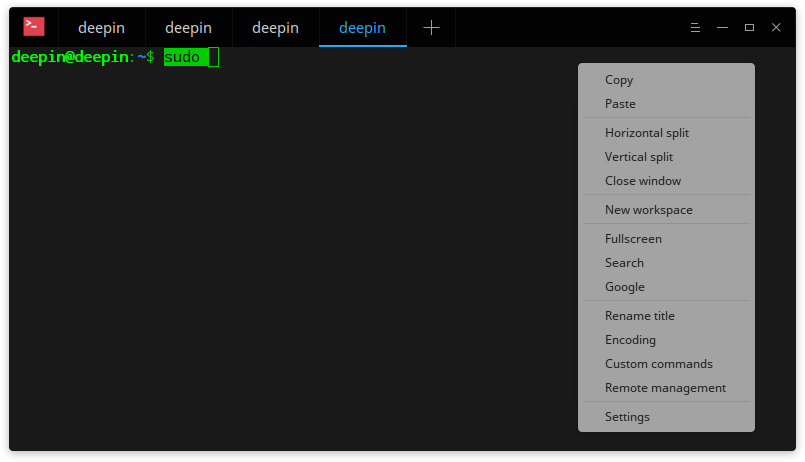 deepin deepin deepin deepin
deepin@deepin:~$ sudo
Copy
Paste
Horizontal split
Vertical split
Close window
New workspace
Fullscreen
Search
Google
Rename title
Encoding
Custom commands
Remote management
Settings